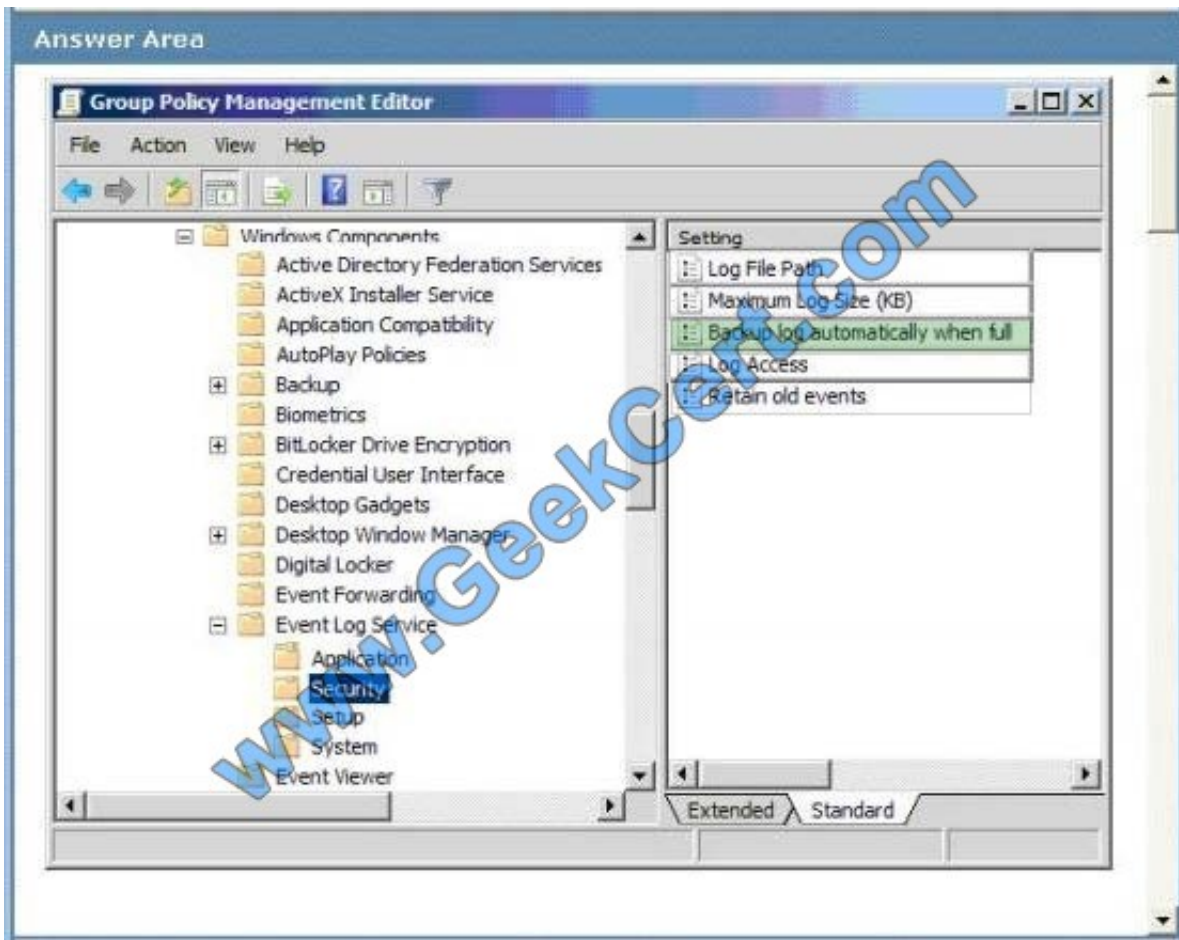 Answer Area
Group Policy Management Editor
File Action View Help
Windows Components
Active Directory Federation Services
ActiveX Installer Service
Application Compatibility
AutoPlay Policies
Backup
Biometrics
BitLocker Drive Encryption
Credential User Interface
Desktop Gadgets
Desktop Window Manager
Digital Locker
Event Forwarding
Event Log Service
Application
Security
Setup
System
Event Viewer
Setting
Log File Path
Maximum Log Size (KB)
Backup log automatically when full
Log Access
Retain old events
Extended Standard
www.GeekCert.com